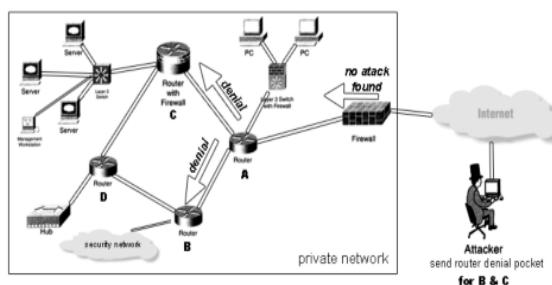 Server
PC
PC
Server
Layer 3
Switch
Router
with
Firewall
C
denial
no atack
found
Layer 3 Switch
with Firewall
Management
Workstation
Server
Internet
Firewall
denial
Router
A
Router
D
Hub
Router
B
security network
private network
Attacker
send router denial pocket
for B & C